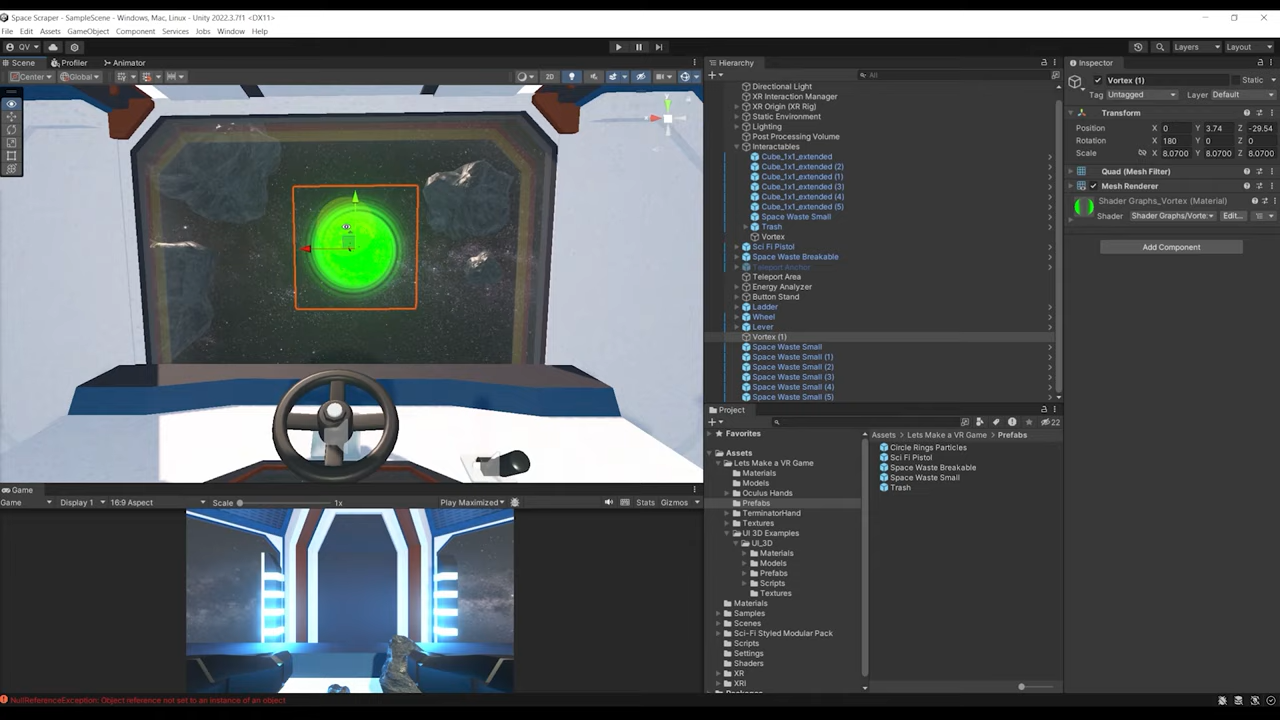 Space Scraper - SampleScene - Windows, Mac, Linux - Unity 2022.3.7f1 <DX11>
File Edit Assets GameObject Component Services Jobs Window Help
QV Layers Layout
Scene Profiler Animator
Center Global 2D
Hierarchy
All
Directional Light
XR Interaction Manager
XR Origin (XR Rig)
Static Environment
Lighting
Post Processing Volume
Interactables
Cube_1x1_extended
Cube_1x1_extended (2)
Cube_1x1_extended (1)
Cube_1x1_extended (3)
Cube_1x1_extended (4)
Cube_1x1_extended (5)
Space Waste Small
Trash
Vortex
Sci Fi Pistol
Space Waste Breakable
Teleport Anchor
Teleport Area
Energy Analyzer
Button Stand
Ladder
Wheel
Lever
Vortex (1)
Space Waste Small
Space Waste Small (1)
Space Waste Small (2)
Space Waste Small (3)
Space Waste Small (4)
Space Waste Small (5)
Inspector
Vortex (1) Static
Tag Untagged Layer Default
Transform
Position X 0 Y 3.74 Z -29.54
Rotation X 180 Y 0 Z 0
Scale X 8.0700 Y 8.0700 Z 8.0700
Quad (Mesh Filter)
Mesh Renderer
Shader Graphs_Vortex (Material)
Shader Shader Graphs/Vorte Edit...
Add Component
Project
22
Favorites
Assets
Lets Make a VR Game
Materials
Models
Oculus Hands
Prefabs
TerminatorHand
Textures
UI 3D Examples
UI_3D
Materials
Models
Prefabs
Scripts
Textures
Materials
Samples
Scenes
Sci-Fi Styled Modular Pack
Scripts
Settings
Shaders
XR
XRI
Assets Lets Make a VR Game Prefabs
Circle Rings Particles
Sci Fi Pistol
Space Waste Breakable
Space Waste Small
Trash
Game
Game Display 1 16:9 Aspect Scale 1x Play Maximized Stats Gizmos
NullReferenceException: Object reference not set to an instance of an object